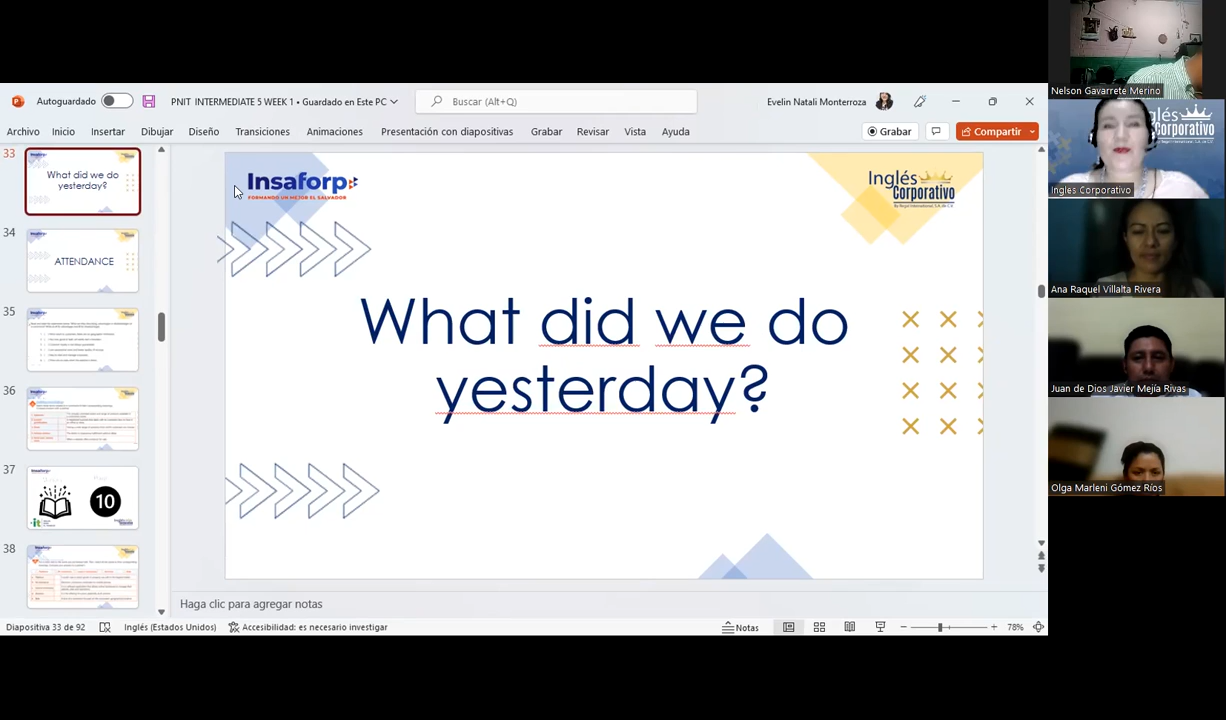 Autoguardado
PNIT INTERMEDIATE 5 WEEK 1 • Guardado en Este PC
Buscar (Alt+Q)
Evelin Natali Monterroza
Archivo Inicio Insertar Dibujar Diseño Transiciones Animaciones Presentación con diapositivas Grabar Revisar Vista Ayuda
Grabar
Compartir
33
What did we do
yesterday?
34
ATTENDANCE
35
36
37
10
38
Insaforp
FORMANDO UN MEJOR EL SALVADOR
Inglés
Corporativo
What did we do
yesterday?
Haga clic para agregar notas
Diapositiva 33 de 92
Inglés (Estados Unidos)
Accesibilidad: es necesario investigar
Notas
78%
Nelson Gavarrete Merino
Inglés Corporativo
Ana Raquel Villalta Rivera
Juan de Dios Javier Mejía Rivas
Olga Marleni Gómez Ríos